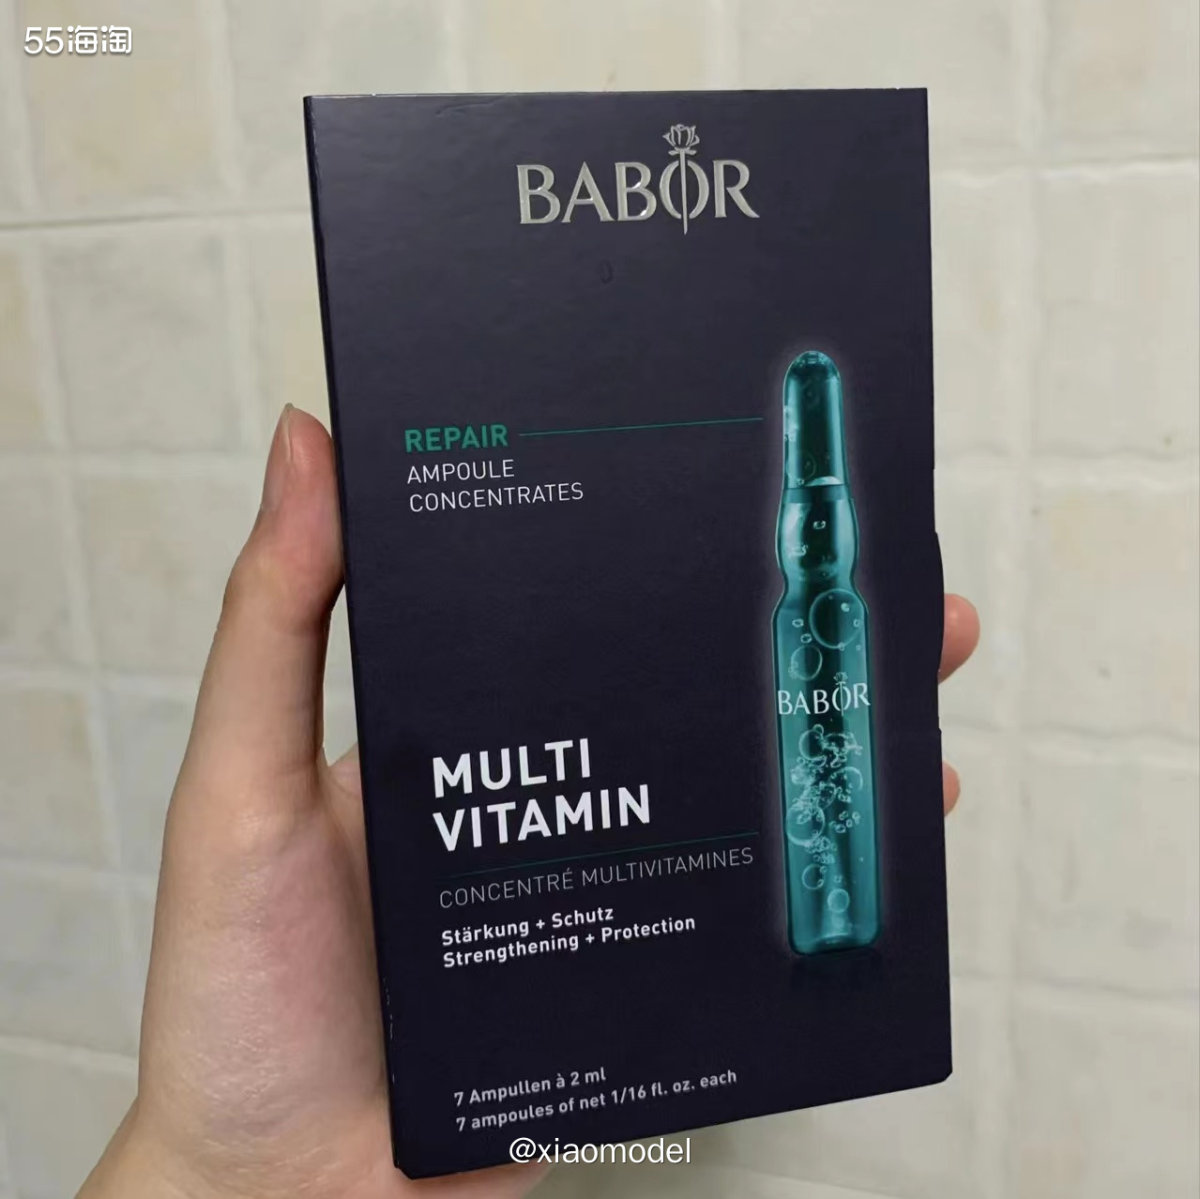 55海淘
BABOR
REPAIR
AMPOULE
CONCENTRATES
BABOR
MULTI
VITAMIN
CONCENTRÉ MULTIVITAMINES
Stärkung + Schutz
Strengthening + Protection
7 Ampullen à 2 ml
7 ampoules of net 1/16 fl. oz. each
@xiaomodel